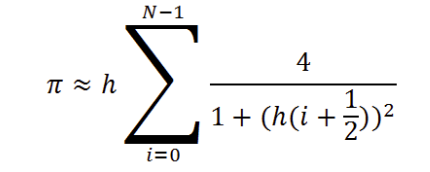 π ≈ h ∑_{i=0}^{N−1} 4 / (1 + (h(i + 1/2))²)